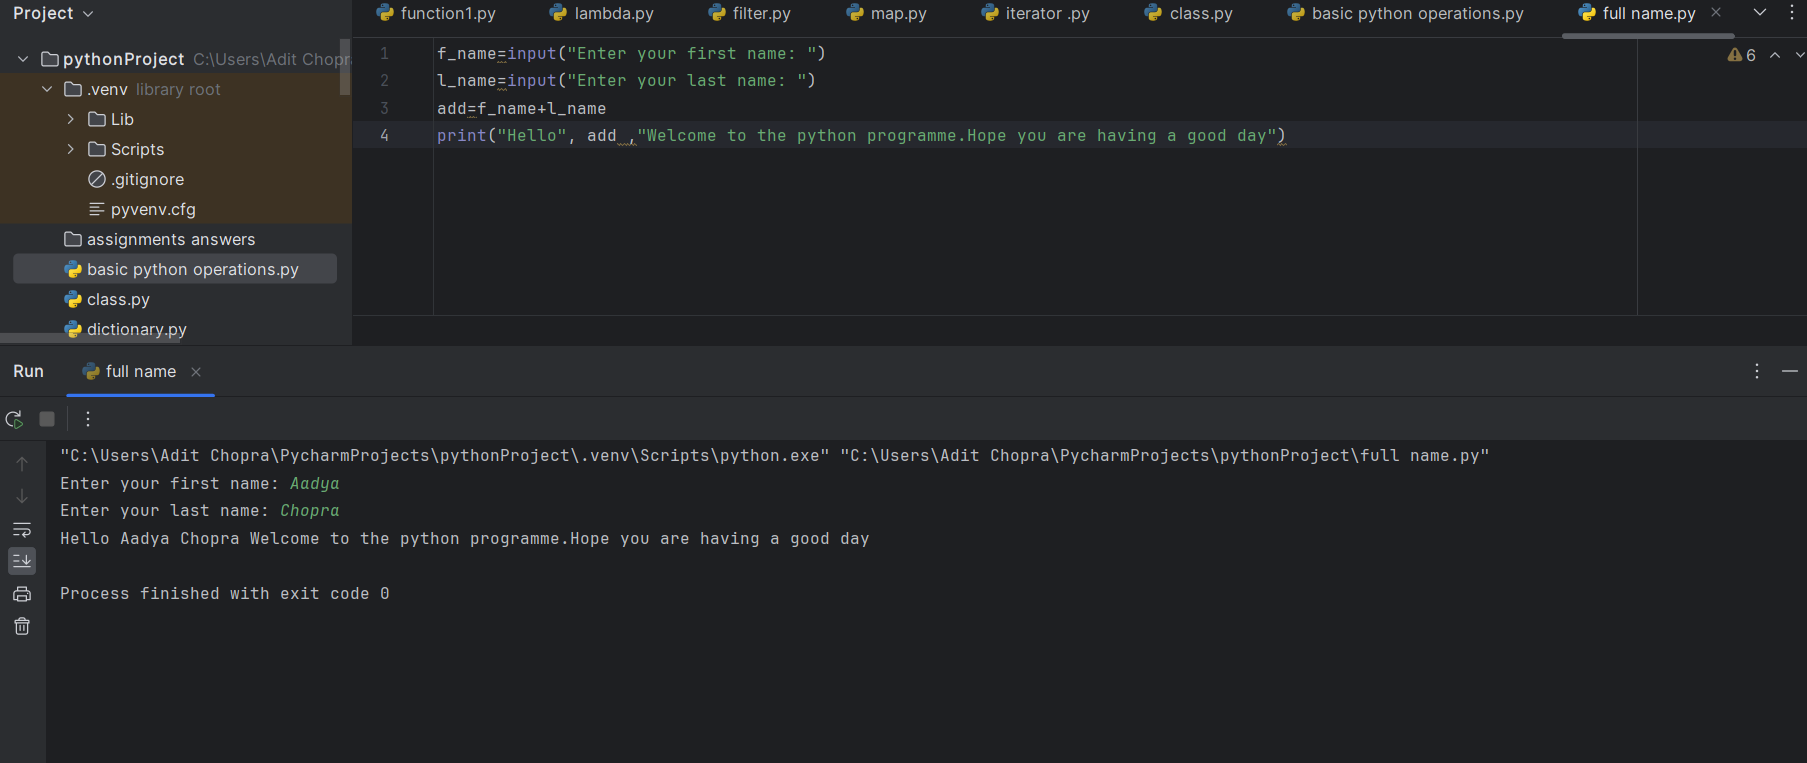 Project
function1.py lambda.py filter.py map.py iterator .py class.py basic python operations.py full name.py
pythonProject C:\Users\Adit Chopra
.venv library root
Lib
Scripts
.gitignore
pyvenv.cfg
assignments answers
basic python operations.py
class.py
dictionary.py
1 f_name=input("Enter your first name: ")
2 l_name=input("Enter your last name: ")
3 add=f_name+l_name
4 print("Hello", add ,"Welcome to the python programme.Hope you are having a good day")
6
Run full name
"C:\Users\Adit Chopra\PycharmProjects\pythonProject\.venv\Scripts\python.exe" "C:\Users\Adit Chopra\PycharmProjects\pythonProject\full name.py"
Enter your first name: Aadya
Enter your last name: Chopra
Hello Aadya Chopra Welcome to the python programme.Hope you are having a good day
Process finished with exit code 0